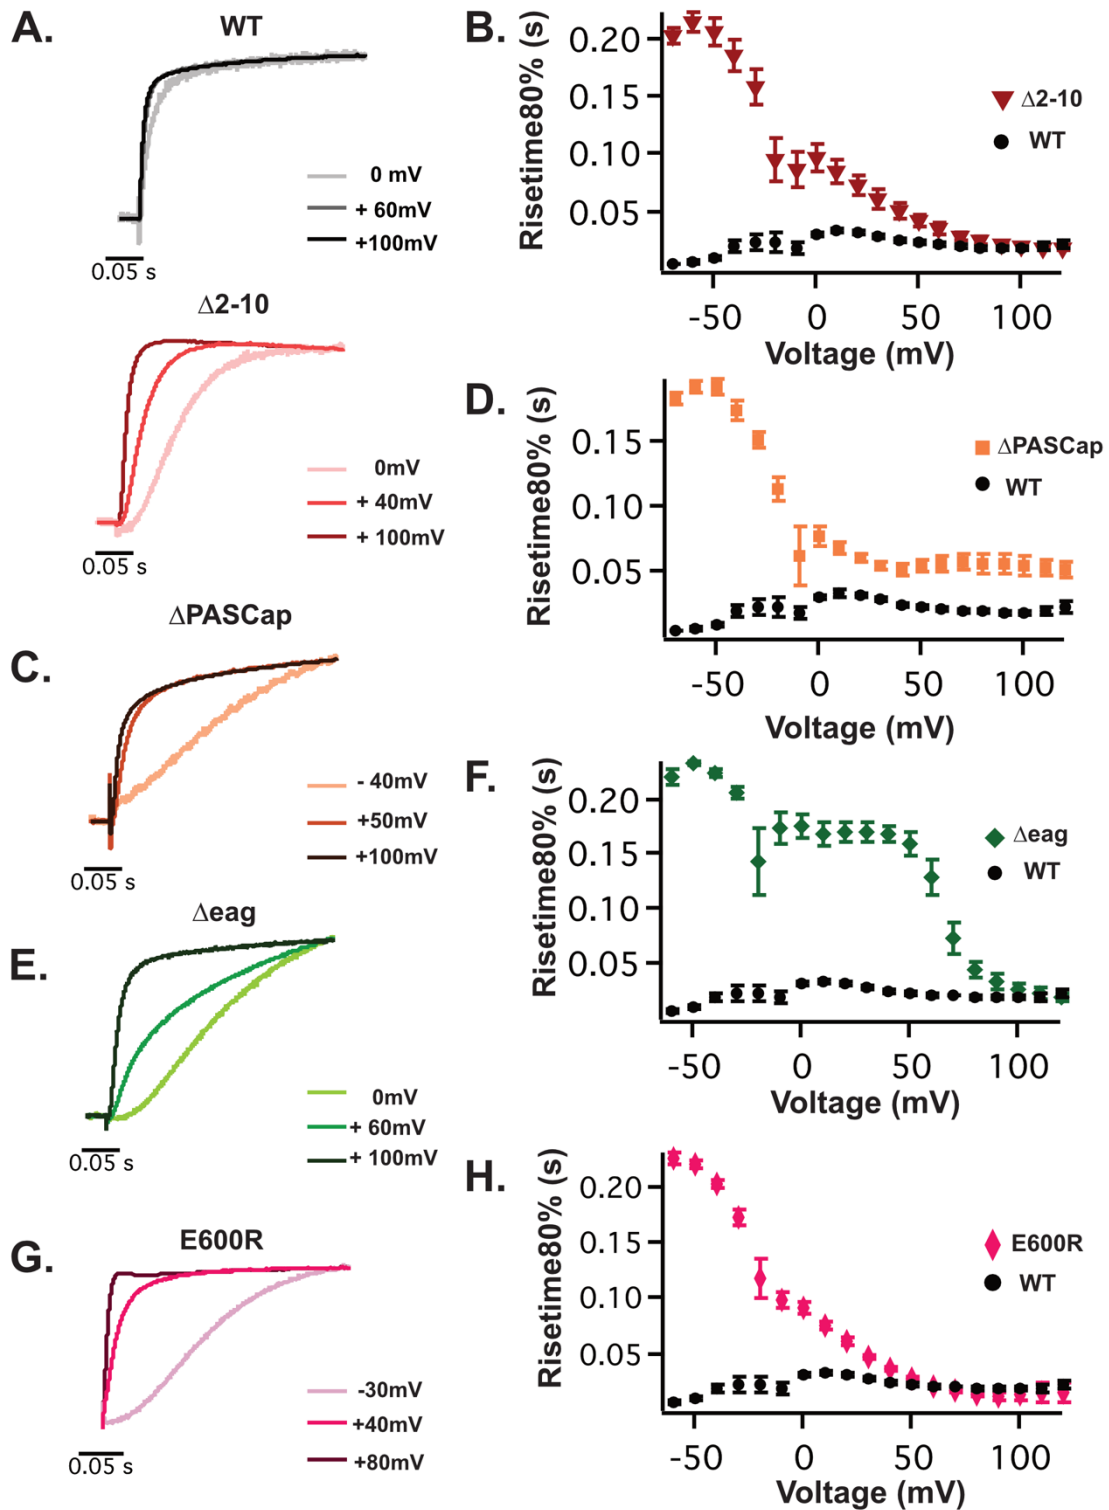 A.
WT
0 mV
+ 60mV
+100mV
0.05 s
Δ2-10
0mV
+ 40mV
+ 100mV
0.05 s
B.
Risetime80% (s)
0.20
0.15
0.10
0.05
Δ2-10
WT
-50
0
50
100
Voltage (mV)
ΔPASCap
C.
- 40mV
+50mV
+100mV
0.05 s
D.
Risetime80% (s)
0.15
0.10
0.05
ΔPASCap
WT
-50
0
50
100
Voltage (mV)
Δeag
E.
0mV
+ 60mV
+ 100mV
0.05 s
F.
Risetime80% (s)
0.20
0.15
0.10
0.05
Δeag
WT
-50
0
50
100
Voltage (mV)
G.
E600R
-30mV
+40mV
+80mV
0.05 s
H.
Risetime80% (s)
0.20
0.15
0.10
0.05
E600R
WT
-50
0
50
100
Voltage (mV)